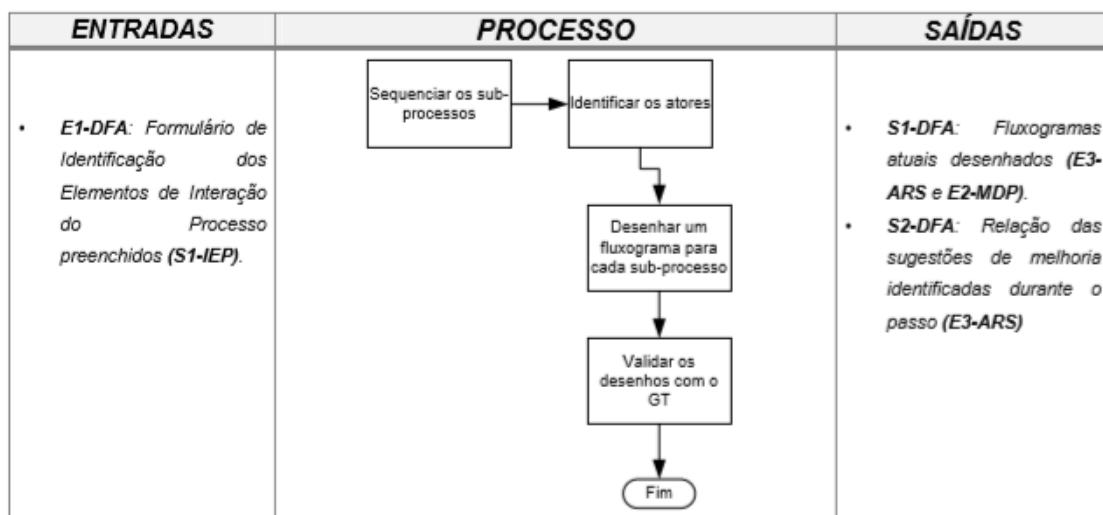 ENTRADAS
PROCESSO
SAÍDAS
• E1-DFA: Formulário de
Identificação dos
Elementos de Interação
do Processo
preenchidos (S1-IEP).
Sequenciar os sub-
processos
Identificar os atores
Desenhar um
fluxograma para
cada sub-processo
Validar os
desenhos com o
GT
Fim
• S1-DFA: Fluxogramas
atuais desenhados (E3-
ARS e E2-MDP).
• S2-DFA: Relação das
sugestões de melhoria
identificadas durante o
passo (E3-ARS)